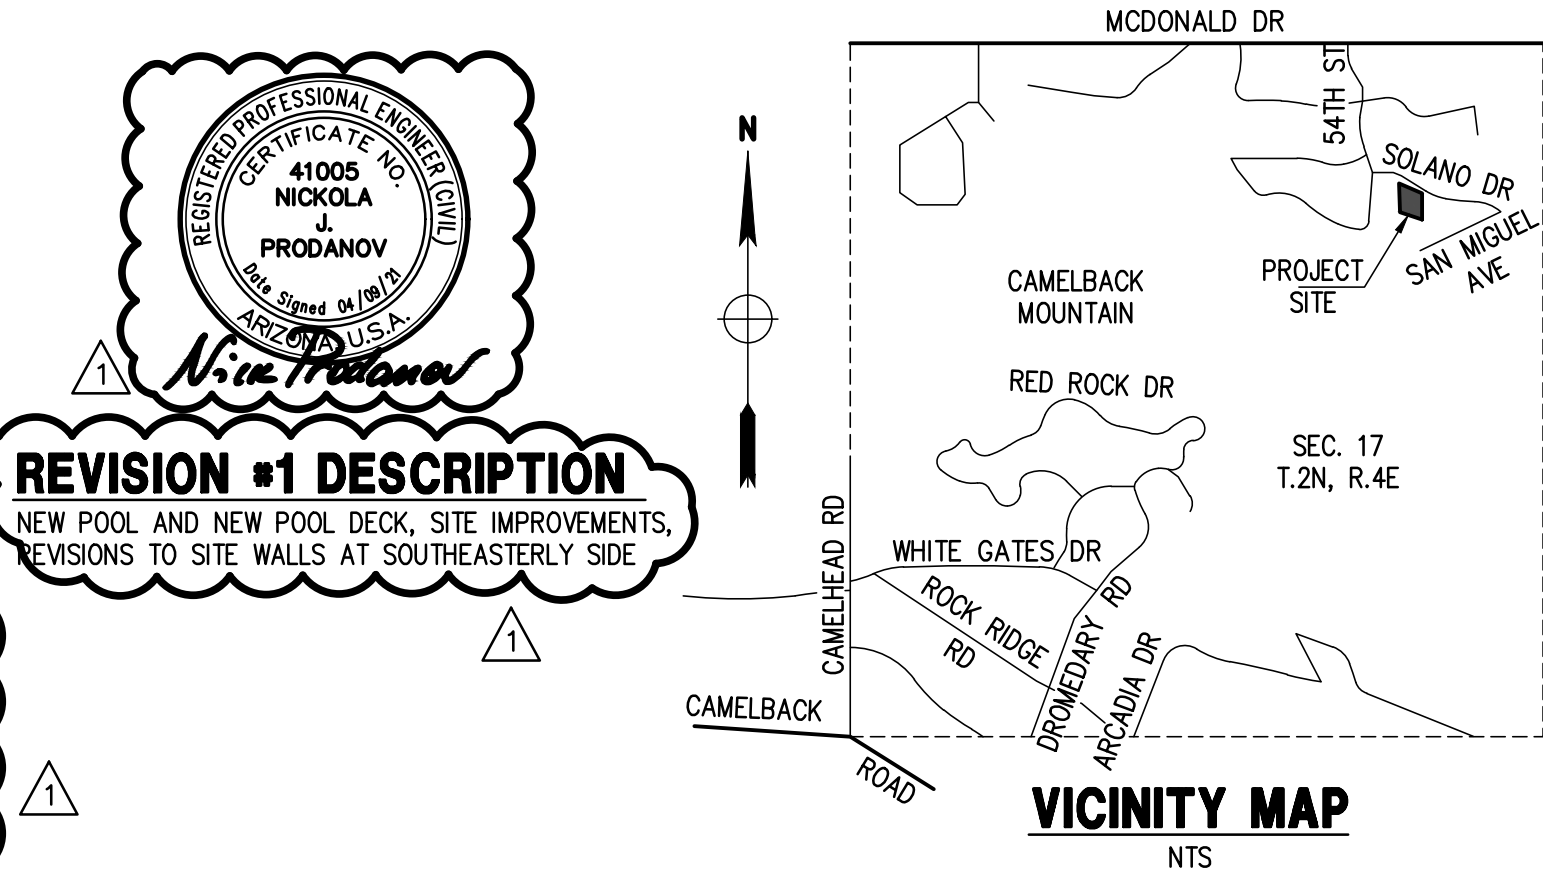 REGISTERED PROFESSIONAL ENGINEER (CIVIL)
CERTIFICATE NO.
41005
NICKOLA
J.
PRODANOV
Date Signed 04/09/21
ARIZONA, U.S.A.
Nick Prodanov
1
REVISION #1 DESCRIPTION
NEW POOL AND NEW POOL DECK, SITE IMPROVEMENTS,
REVISIONS TO SITE WALLS AT SOUTHEASTERLY SIDE
1
1
N
MCDONALD DR
54TH ST
SOLANO DR
SAN MIGUEL
AVE
PROJECT
SITE
CAMELBACK
MOUNTAIN
RED ROCK DR
SEC. 17
T.2N, R.4E
CAMELHEAD RD
WHITE GATES DR
ROCK RIDGE
RD
DROMEDARY RD
ARCADIA DR
CAMELBACK
ROAD
VICINITY MAP
NTS